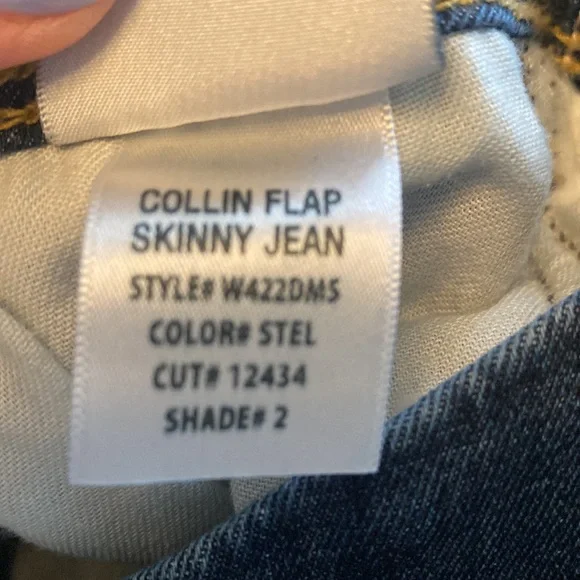 COLLIN FLAP
SKINNY JEAN
STYLE# W422DMS
COLOR# STEL
CUT# 12434
SHADE# 2